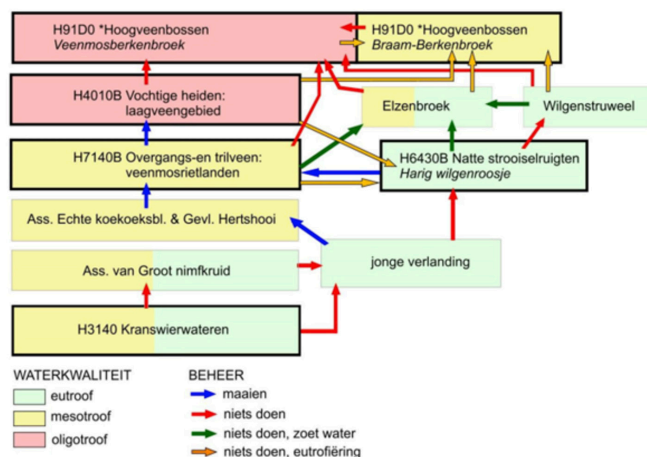 H91D0 *Hoogveenbossen
Veenmosberkenbroek
H91D0 *Hoogveenbossen
Braam-Berkenbroek
H4010B Vochtige heiden:
laagveengebied
Elzenbroek
Wilgenstruweel
H7140B Overgangs-en trilveen:
veenmosrietlanden
H6430B Natte strooiselruigten
Harig wilgenroosje
Ass. Echte koekoeksbl. & Gevl. Hertshooi
jonge verlanding
Ass. van Groot nimfkruid
H3140 Kranswierwateren
WATERKWALITEIT
eutroof
mesotroof
oligotroof
BEHEER
maaien
niets doen
niets doen, zoet water
niets doen, eutrofiëring